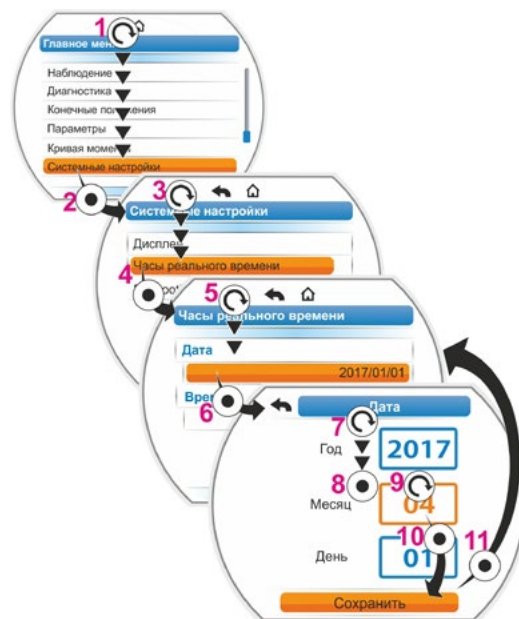 1
Главное меню
Наблюдение
Диагностика
Конечные положения
Параметры
Кривая момента
Системные настройки
2
3
Системные настройки
Дисплей
Часы реального времени
4
5
Часы реального времени
Дата
2017/01/01
Время
6
Дата
7
Год
2017
8
9
Месяц
04
10
11
День
01
Сохранить